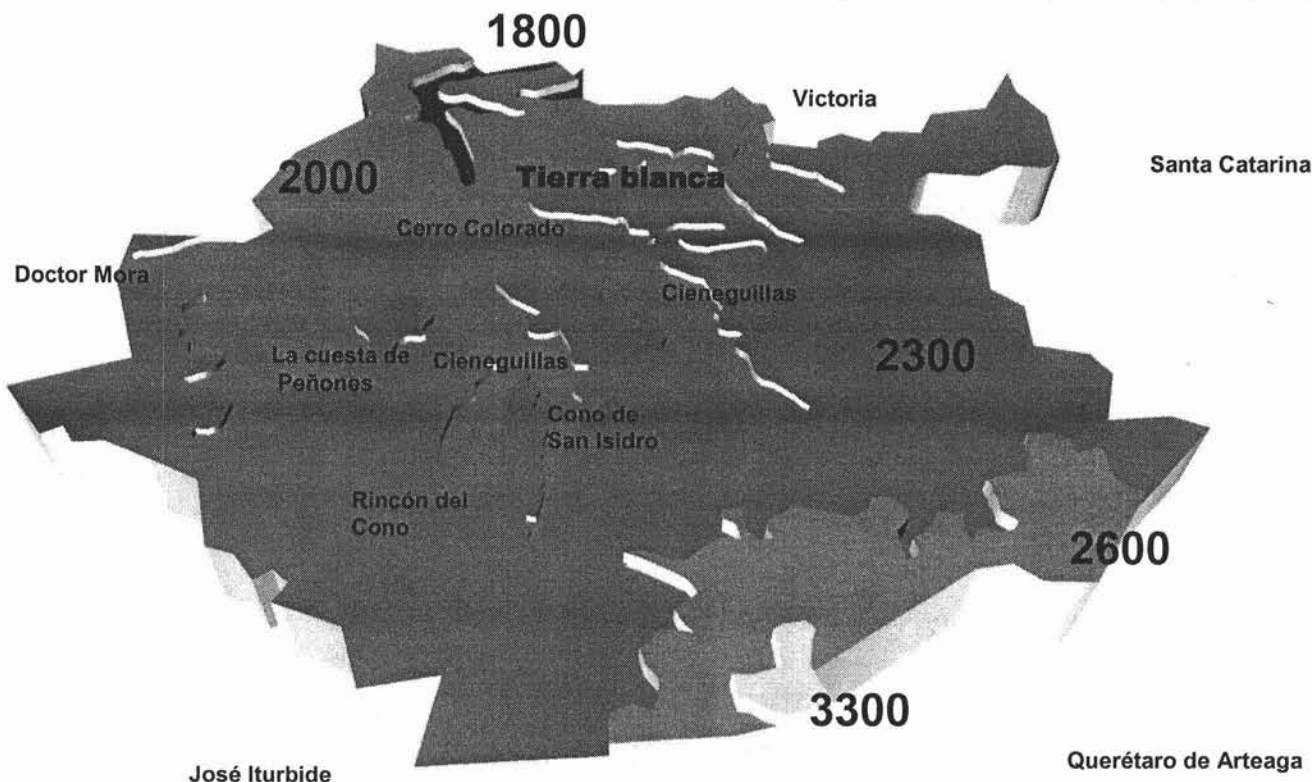 1800
Victoria
Santa Catarina
2000
Tierra blanca
Cerro Colorado
Doctor Mora
Cieneguillas
La cuesta de
Peñones
Cieneguillas
2300
Cono de
San Isidro
Rincón del
Cono
2600
3300
José Iturbide
Querétaro de Arteaga